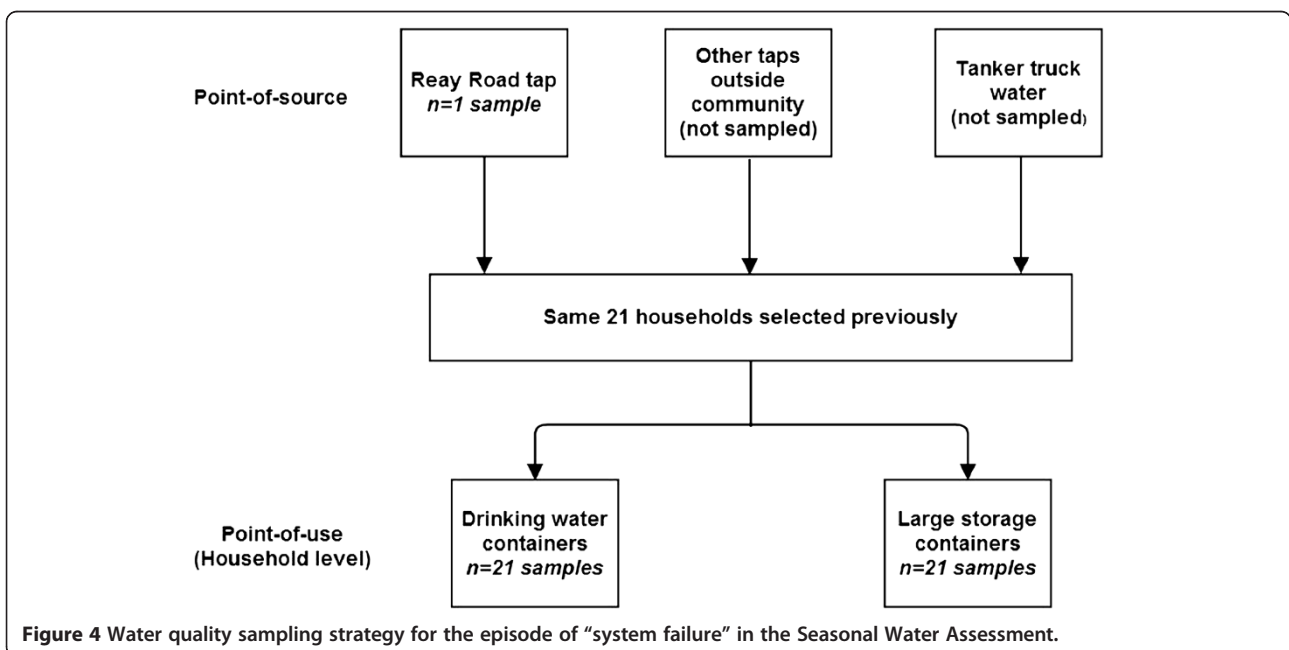 Point-of-source
Reay Road tap
n=1 sample
Other taps
outside
community
(not sampled)
Tanker truck
water
(not sampled)
Same 21 households selected previously
Point-of-use
(Household level)
Drinking water
containers
n=21 samples
Large storage
containers
n=21 samples
Figure 4 Water quality sampling strategy for the episode of “system failure” in the Seasonal Water Assessment.